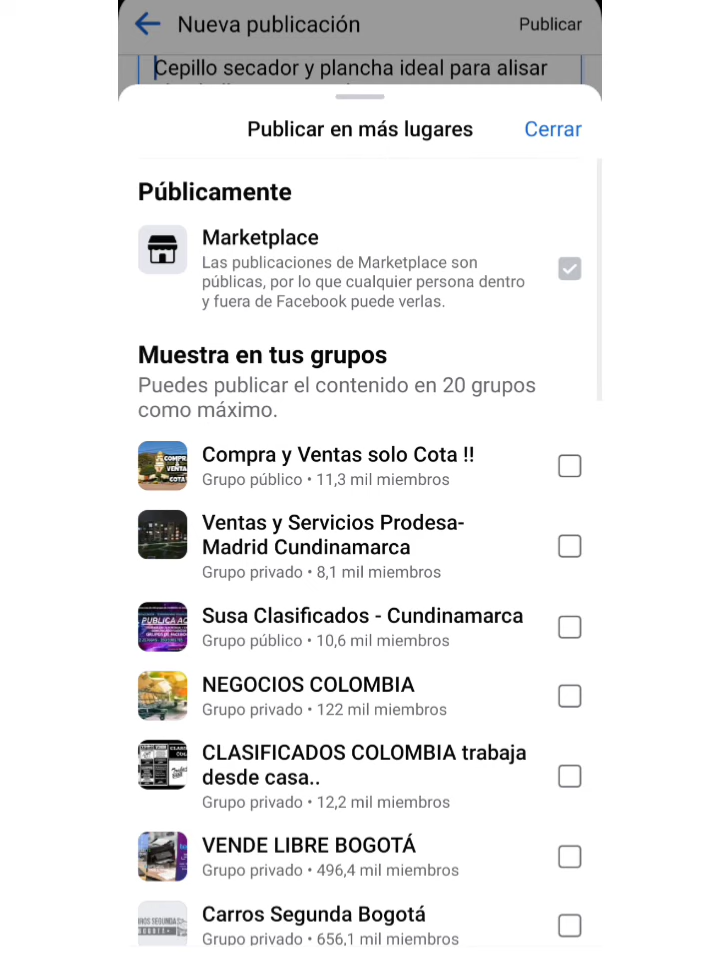 Nueva publicación
Publicar
Cepillo secador y plancha ideal para alisar
Publicar en más lugares
Cerrar
Públicamente
Marketplace
Las publicaciones de Marketplace son
públicas, por lo que cualquier persona dentro
y fuera de Facebook puede verlas.
Muestra en tus grupos
Puedes publicar el contenido en 20 grupos
como máximo.
COMPRA
VENTA
COTA
Compra y Ventas solo Cota !!
Grupo público • 11,3 mil miembros
Ventas y Servicios Prodesa-
Madrid Cundinamarca
Grupo privado • 8,1 mil miembros
PUBLICA AC
Susa Clasificados - Cundinamarca
Grupo público • 10,6 mil miembros
NEGOCIOS COLOMBIA
Grupo privado • 122 mil miembros
CLASIFICADOS COLOMBIA trabaja
desde casa..
Grupo privado • 12,2 mil miembros
VENDE LIBRE BOGOTÁ
Grupo privado • 496,4 mil miembros
Carros Segunda Bogotá
Grupo privado • 656,1 mil miembros